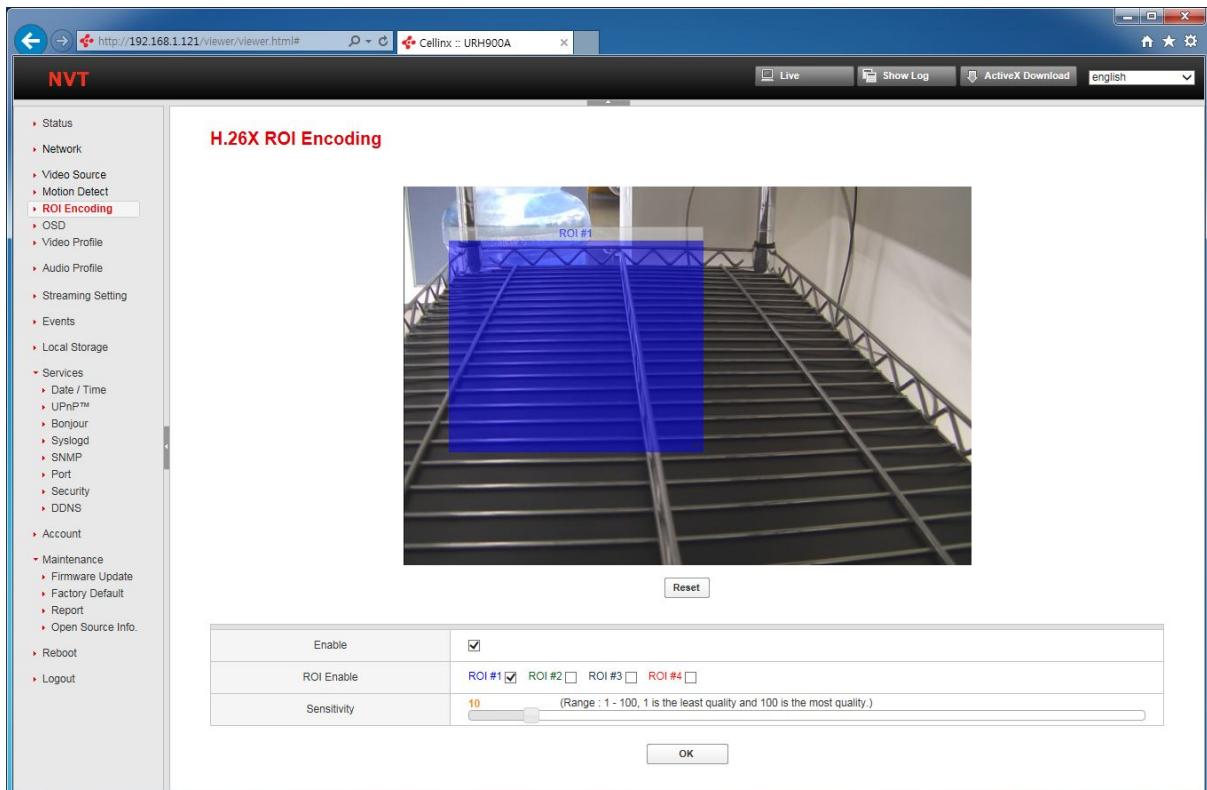 http://192.168.1.121/viewer/viewer.html#
Cellinx :: URH900A
NVT
Live
Show Log
ActiveX Download
english
Status
Network
Video Source
Motion Detect
ROI Encoding
OSD
Video Profile
Audio Profile
Streaming Setting
Events
Local Storage
Services
Date / Time
UPnP™
Bonjour
Syslogd
SNMP
Port
Security
DDNS
Account
Maintenance
Firmware Update
Factory Default
Report
Open Source Info.
Reboot
Logout
H.26X ROI Encoding
ROI #1
Reset
Enable
ROI Enable
ROI #1 ROI #2 ROI #3 ROI #4
Sensitivity
10 (Range : 1 - 100, 1 is the least quality and 100 is the most quality.)
OK